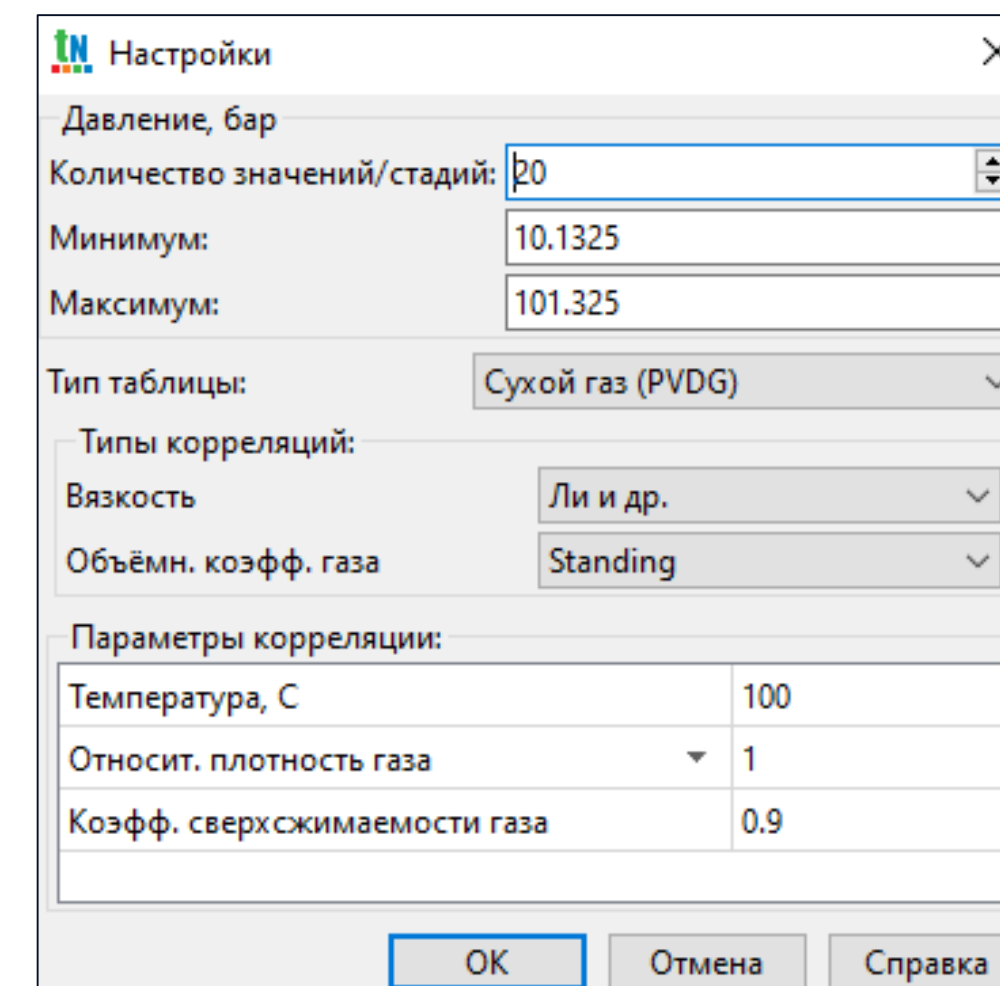 tN Настройки
Давление, бар
Количество значений/стадий: 20
Минимум: 10.1325
Максимум: 101.325
Тип таблицы: Сухой газ (PVDG)
Типы корреляций:
Вязкость Ли и др.
Объёмн. коэфф. газа Standing
Параметры корреляции:
Температура, С 100
Относит. плотность газа 1
Коэфф. сверхсжимаемости газа 0.9
ОК Отмена Справка